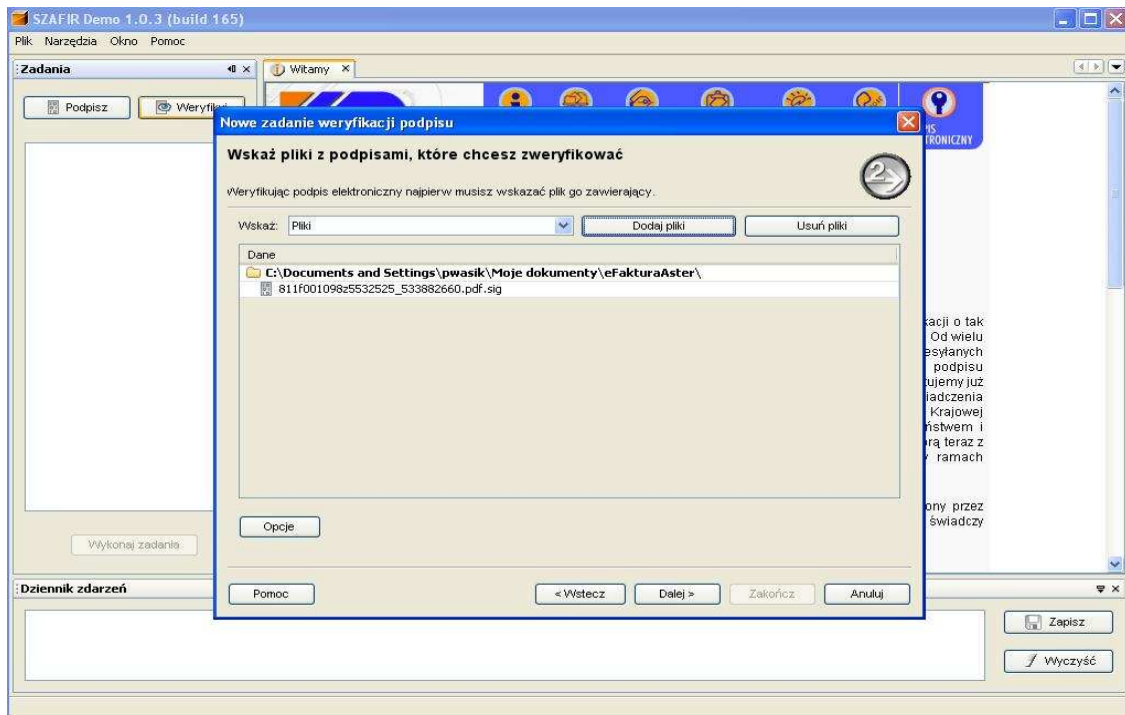 SZAFIR Demo 1.0.3 (build 165)
Plik Narzędzia Okno Pomoc
Zadania
Witamy
Podpisz
PIS
TRONICZNY
Nowe zadanie weryfikacji podpisu
Wskaż pliki z podpisami, które chcesz zweryfikować
2
Weryfikując podpis elektroniczny najpierw musisz wskazać plik go zawierający.
Wskaż: Pliki Dodaj pliki Usuń pliki
Dane
C:\Documents and Settings\pwasik\Moje dokumenty\eFakturaAster\
811f001098z5532525_533882660.pdf.sig
kacji o tak
Od wielu
esyłanych
podpisu
tujemy już
iadczenia
Krajowej
ństwem i
rą teraz z
ramach
ony przez
świadczy
Opcje
Wykonaj zadania
Pomoc < Wstecz Dalej > Zakończ Anuluj
Dziennik zdarzeń
Zapisz
Wyczyść